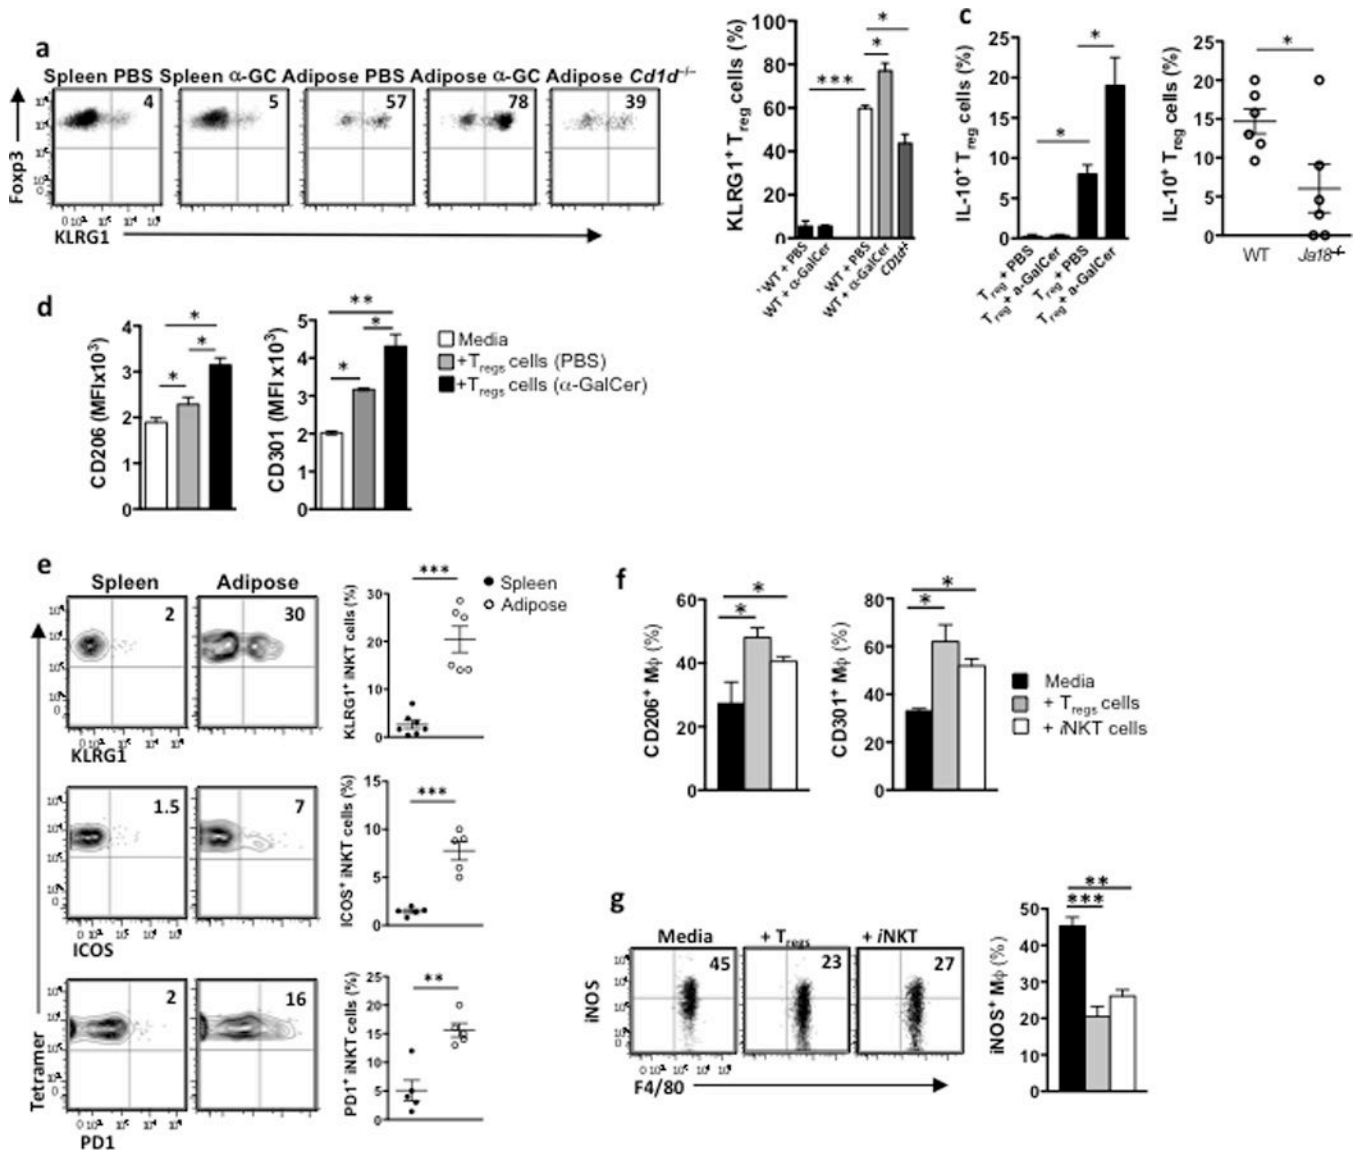 a
Spleen PBS Spleen α-GC Adipose PBS Adipose α-GC Adipose Cd1d⁻/⁻
4
5
57
78
39
Foxp3
KLRG1
KLRG1⁺ Treg cells (%)
100
80
60
40
20
0
***
*
*
WT + PBS
WT + α-GalCer
WT + PBS
WT + α-GalCer
CD1d⁻/⁻
c
IL-10⁺ Treg cells (%)
25
20
15
10
5
0
*
*
Treg + PBS
Treg + a-GalCer
Treg + PBS
Treg + a-GalCer
IL-10⁺ Treg cells (%)
25
20
15
10
5
0
*
WT
Ja18⁻/⁻
d
CD206 (MFIx10³)
4
3
2
1
0
*
*
*
CD301 (MFI x10³)
5
4
3
2
1
0
**
*
*
Media
+Tregs cells (PBS)
+Tregs cells (α-GalCer)
e
Spleen
Adipose
2
30
KLRG1
KLRG1⁺ iNKT cells (%)
30
20
10
0
***
Spleen
Adipose
1.5
7
ICOS
ICOS⁺ iNKT cells (%)
15
10
5
0
***
2
16
Tetramer
PD1
PD1⁺ iNKT cells (%)
25
20
15
10
5
0
**
f
CD206⁺ Mφ (%)
60
40
20
0
*
*
CD301⁺ Mφ (%)
80
60
40
20
0
*
*
Media
+ Tregs cells
+ iNKT cells
g
Media
+ Tregs
+ iNKT
45
23
27
iNOS
F4/80
iNOS⁺ Mφ (%)
50
40
30
20
10
0
**
***